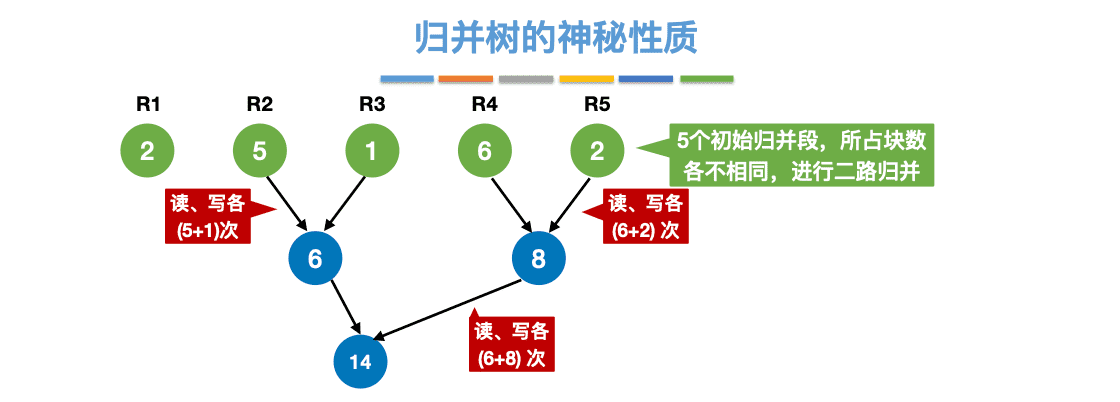 归并树的神秘性质
R1 R2 R3 R4 R5
2 5 1 6 2
5个初始归并段，所占块数
各不相同，进行二路归并
读、写各
(5+1)次
读、写各
(6+2) 次
6 8
读、写各
(6+8) 次
14